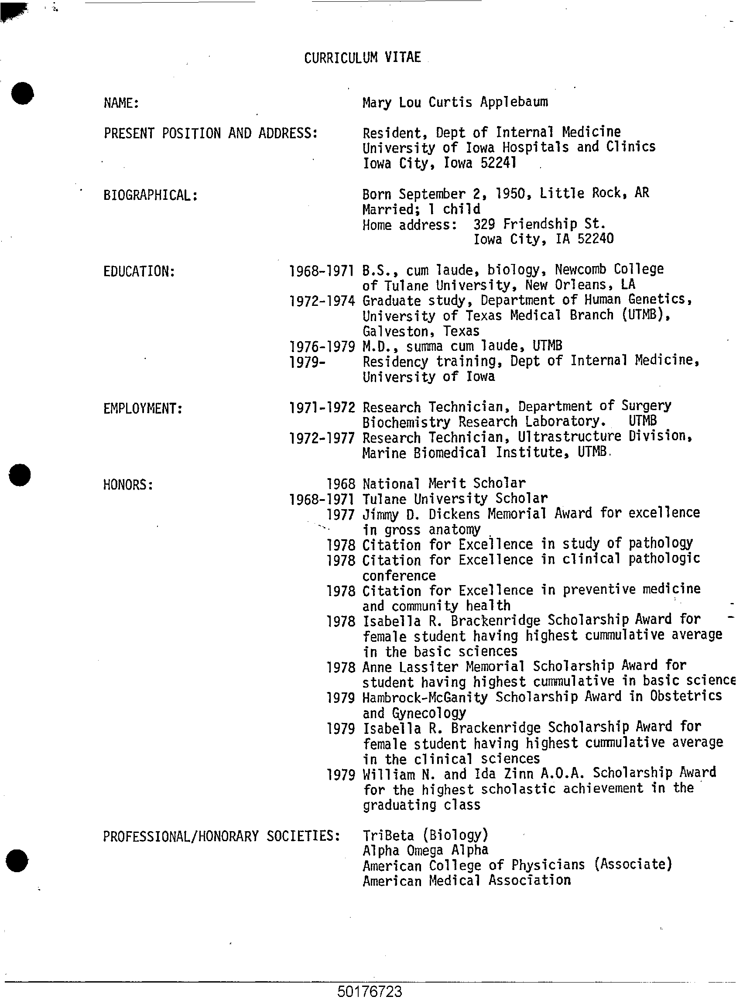 CURRICULUM VITAE
NAME: Mary Lou Curtis Applebaum
PRESENT POSITION AND ADDRESS: Resident, Dept of Internal Medicine
University of Iowa Hospitals and Clinics
Iowa City, Iowa 52241
BIOGRAPHICAL: Born September 2, 1950, Little Rock, AR
Married; 1 child
Home address: 329 Friendship St.
Iowa City, IA 52240
EDUCATION: 1968-1971 B.S., cum laude, biology, Newcomb College
of Tulane University, New Orleans, LA
1972-1974 Graduate study, Department of Human Genetics,
University of Texas Medical Branch (UTMB),
Galveston, Texas
1976-1979 M.D., summa cum laude, UTMB
1979- Residency training, Dept of Internal Medicine,
University of Iowa
EMPLOYMENT: 1971-1972 Research Technician, Department of Surgery
Biochemistry Research Laboratory. UTMB
1972-1977 Research Technician, Ultrastructure Division,
Marine Biomedical Institute, UTMB.
HONORS: 1968 National Merit Scholar
1968-1971 Tulane University Scholar
1977 Jimmy D. Dickens Memorial Award for excellence
in gross anatomy
1978 Citation for Excellence in study of pathology
1978 Citation for Excellence in clinical pathologic
conference
1978 Citation for Excellence in preventive medicine
and community health
1978 Isabella R. Brackenridge Scholarship Award for
female student having highest cummulative average
in the basic sciences
1978 Anne Lassiter Memorial Scholarship Award for
student having highest cummulative in basic science
1979 Hambrock-McGanity Scholarship Award in Obstetrics
and Gynecology
1979 Isabella R. Brackenridge Scholarship Award for
female student having highest cummulative average
in the clinical sciences
1979 William N. and Ida Zinn A.O.A. Scholarship Award
for the highest scholastic achievement in the
graduating class
PROFESSIONAL/HONORARY SOCIETIES: TriBeta (Biology)
Alpha Omega Alpha
American College of Physicians (Associate)
American Medical Association
50176723